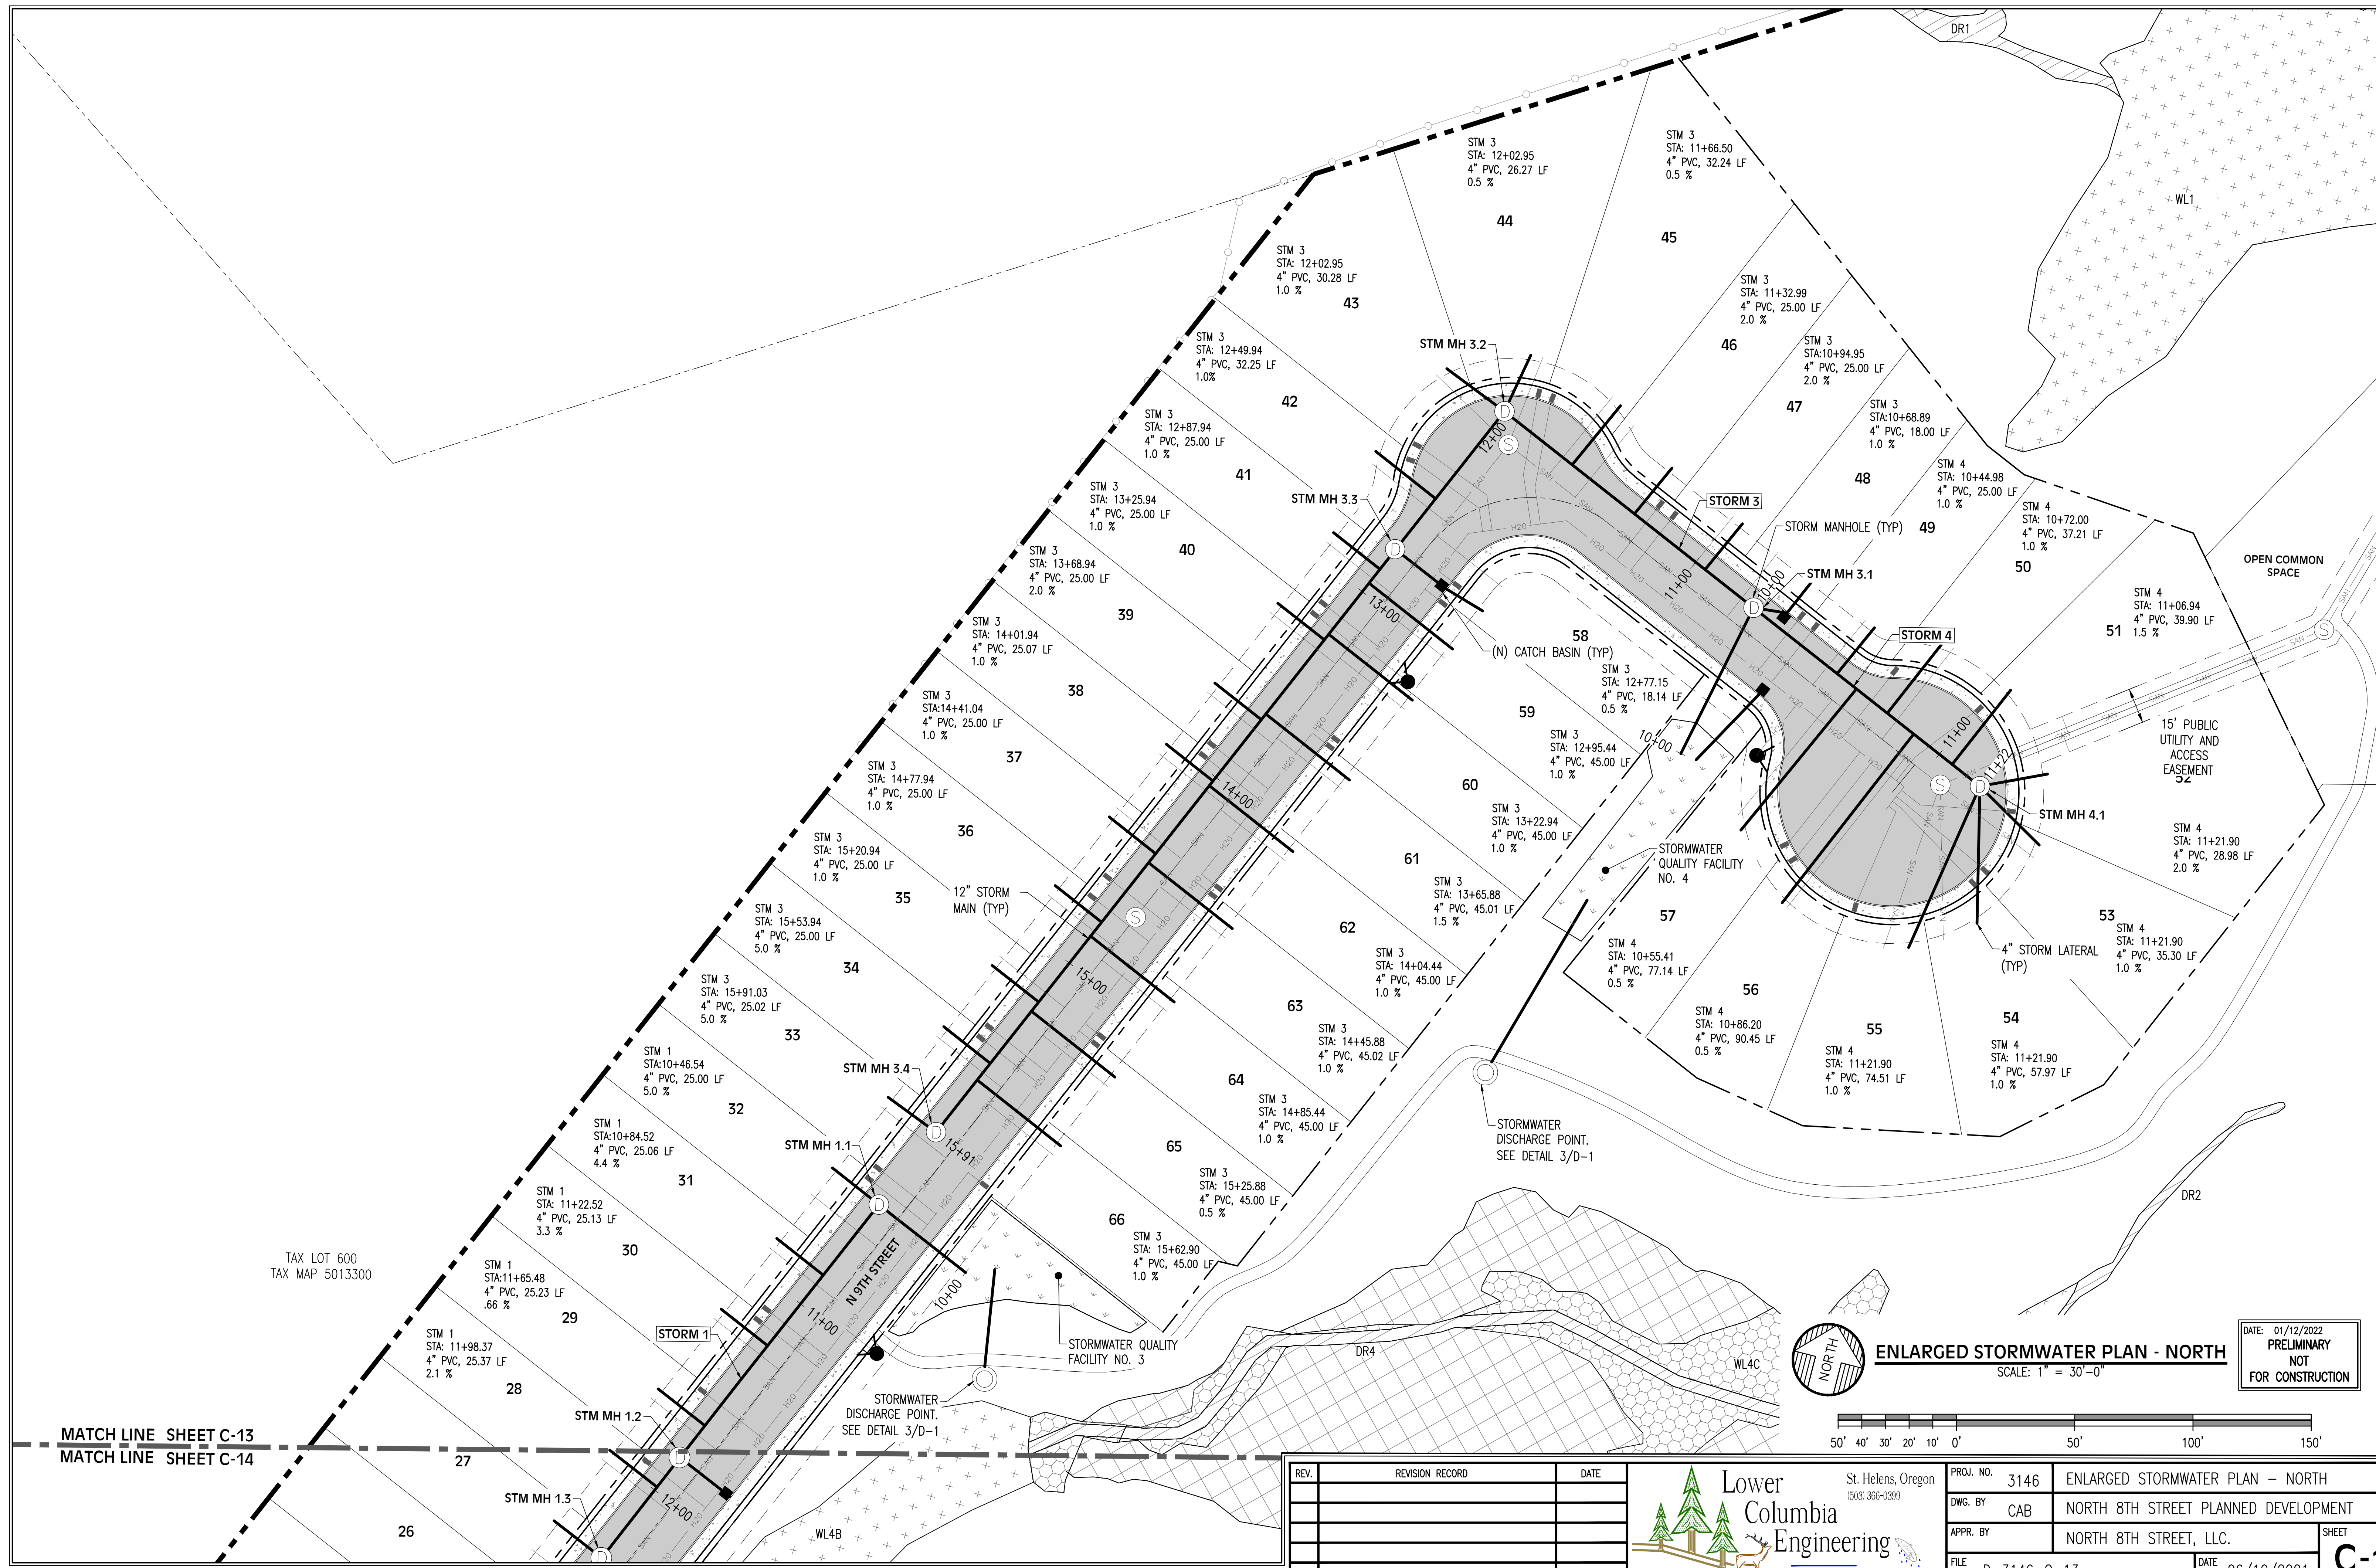 DR1
WL1
STM 3
STA: 12+02.95
4" PVC, 26.27 LF
0.5 %
44
STM 3
STA: 11+66.50
4" PVC, 32.24 LF
0.5 %
45
STM 3
STA: 12+02.95
4" PVC, 30.28 LF
1.0 %
43
STM 3
STA: 11+32.99
4" PVC, 25.00 LF
2.0 %
46
STM 3
STA: 12+49.94
4" PVC, 32.25 LF
1.0%
42
STM MH 3.2
STM 3
STA:10+94.95
4" PVC, 25.00 LF
2.0 %
47
STM 3
STA: 12+87.94
4" PVC, 25.00 LF
1.0 %
41
STM 3
STA:10+68.89
4" PVC, 18.00 LF
1.0 %
48
STM 4
STA: 10+44.98
4" PVC, 25.00 LF
1.0 %
49
STM 3
STA: 13+25.94
4" PVC, 25.00 LF
1.0 %
40
STM MH 3.3
STORM 3
STORM MANHOLE (TYP)
STM 4
STA: 10+72.00
4" PVC, 37.21 LF
1.0 %
50
OPEN COMMON
SPACE
STM 3
STA: 13+68.94
4" PVC, 25.00 LF
2.0 %
39
STM MH 3.1
STM 4
STA: 11+06.94
4" PVC, 39.90 LF
1.5 %
51
STM 3
STA: 14+01.94
4" PVC, 25.07 LF
1.0 %
38
12+00
13+00
11+00
10+00
58
(N) CATCH BASIN (TYP)
STORM 4
STM 3
STA: 12+77.15
4" PVC, 18.14 LF
0.5 %
59
STM 3
STA:14+41.04
4" PVC, 25.00 LF
1.0 %
37
STM 3
STA: 12+95.44
4" PVC, 45.00 LF
1.0 %
10+00
11+00
11+22
15' PUBLIC
UTILITY AND
ACCESS
EASEMENT
52
STM 3
STA: 14+77.94
4" PVC, 25.00 LF
1.0 %
36
14+00
60
STM 3
STA: 13+22.94
4" PVC, 45.00 LF
1.0 %
STM MH 4.1
STM 4
STA: 11+21.90
4" PVC, 28.98 LF
2.0 %
STM 3
STA: 15+20.94
4" PVC, 25.00 LF
1.0 %
35
12" STORM
MAIN (TYP)
61
STM 3
STA: 13+65.88
4" PVC, 45.01 LF
1.5 %
STORMWATER
QUALITY FACILITY
NO. 4
57
53
STM 4
STA: 11+21.90
4" PVC, 35.30 LF
1.0 %
STM 3
STA: 15+53.94
4" PVC, 25.00 LF
5.0 %
34
15+00
62
STM 3
STA: 14+04.44
4" PVC, 45.00 LF
1.0 %
STM 4
STA: 10+55.41
4" PVC, 77.14 LF
0.5 %
4" STORM LATERAL
(TYP)
56
STM 4
STA: 10+86.20
4" PVC, 90.45 LF
0.5 %
STM 3
STA: 15+91.03
4" PVC, 25.02 LF
5.0 %
33
63
STM 3
STA: 14+45.88
4" PVC, 45.02 LF
1.0 %
55
STM 4
STA: 11+21.90
4" PVC, 74.51 LF
1.0 %
54
STM 4
STA: 11+21.90
4" PVC, 57.97 LF
1.0 %
STM 1
STA:10+46.54
4" PVC, 25.00 LF
5.0 %
32
STM MH 3.4
64
STM 3
STA: 14+85.44
4" PVC, 45.00 LF
1.0 %
STM 1
STA:10+84.52
4" PVC, 25.06 LF
4.4 %
31
STM MH 1.1
15+91
65
STM 3
STA: 15+25.88
4" PVC, 45.00 LF
0.5 %
STORMWATER
DISCHARGE POINT.
SEE DETAIL 3/D-1
DR2
STM 1
STA: 11+22.52
4" PVC, 25.13 LF
3.3 %
30
66
STM 3
STA: 15+62.90
4" PVC, 45.00 LF
1.0 %
TAX LOT 600
TAX MAP 5013300
STM 1
STA:11+65.48
4" PVC, 25.23 LF
.66 %
29
N 9TH STREET
10+00
11+00
STORM 1
STORMWATER QUALITY
FACILITY NO. 3
STM 1
STA: 11+98.37
4" PVC, 25.37 LF
2.1 %
28
STM MH 1.2
STORMWATER
DISCHARGE POINT.
SEE DETAIL 3/D-1
DR4
WL4C
MATCH LINE SHEET C-13
MATCH LINE SHEET C-14
27
STM MH 1.3
12+00
26
WL4B
NORTH
ENLARGED STORMWATER PLAN - NORTH
SCALE: 1" = 30'-0"
DATE: 01/12/2022
PRELIMINARY
NOT
FOR CONSTRUCTION
50' 40' 30' 20' 10' 0' 50' 100' 150'
REV. REVISION RECORD DATE
Lower
Columbia
Engineering
St. Helens, Oregon
(503) 366-0399
PROJ. NO. 3146
ENLARGED STORMWATER PLAN - NORTH
DWG. BY CAB
NORTH 8TH STREET PLANNED DEVELOPMENT
APPR. BY
NORTH 8TH STREET, LLC.
SHEET
FILE
DATE